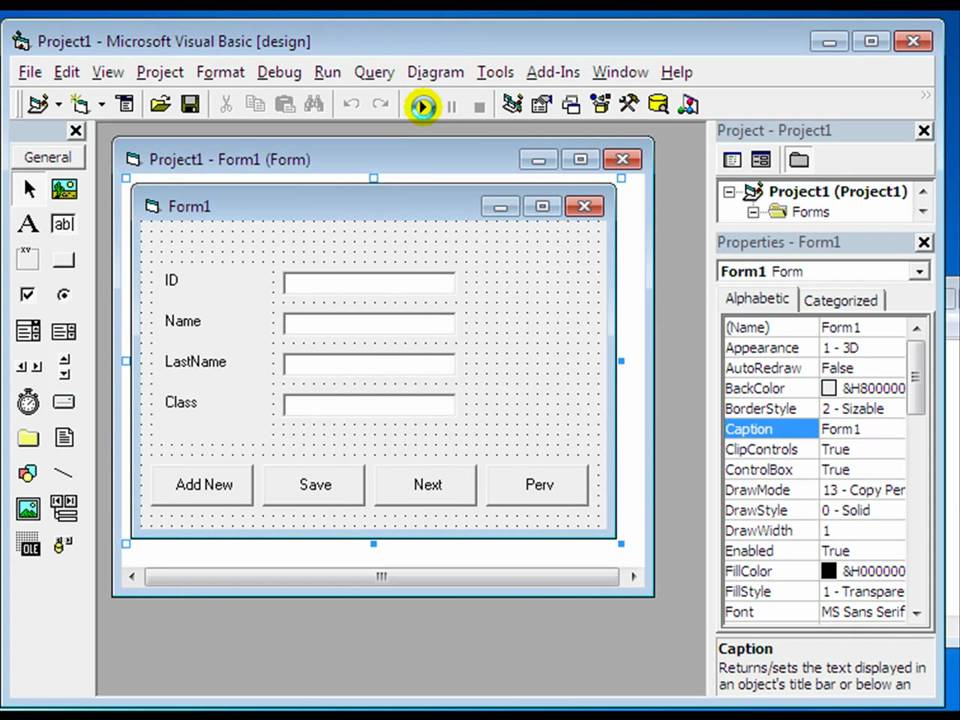 Project1 - Microsoft Visual Basic [design]
File Edit View Project Format Debug Run Query Diagram Tools Add-Ins Window Help
General
A ab|
XY
OLE
Project1 - Form1 (Form)
Form1
ID
Name
LastName
Class
Add New Save Next Perv
Project - Project1
Project1 (Project1)
Forms
Properties - Form1
Form1 Form
Alphabetic Categorized
(Name) Form1
Appearance 1 - 3D
AutoRedraw False
BackColor &H800000
BorderStyle 2 - Sizable
Caption Form1
ClipControls True
ControlBox True
DrawMode 13 - Copy Per
DrawStyle 0 - Solid
DrawWidth 1
Enabled True
FillColor &H000000
FillStyle 1 - Transpare
Font MS Sans Serif
Caption
Returns/sets the text displayed in
an object's title bar or below an